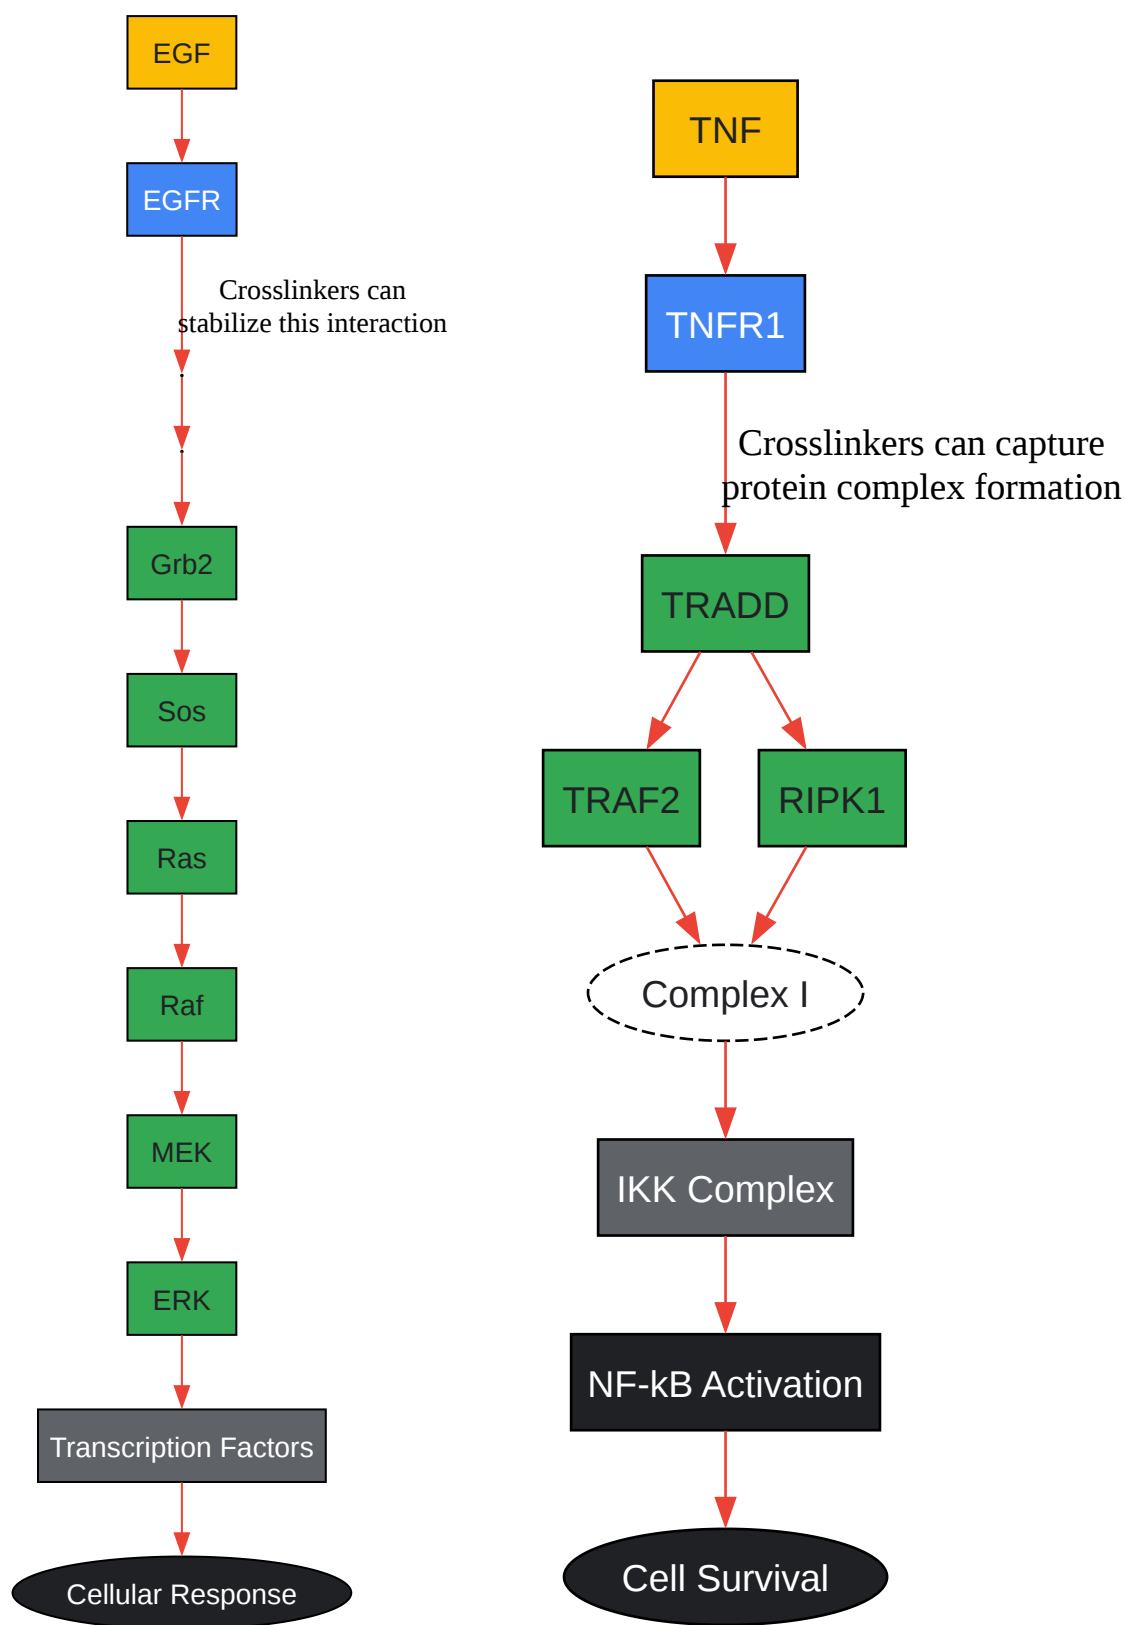 EGF
EGFR
Crosslinkers can
stabilize this interaction
Grb2
Sos
Ras
Raf
MEK
ERK
Transcription Factors
Cellular Response
TNF
TNFR1
Crosslinkers can capture
protein complex formation
TRADD
TRAF2
RIPK1
Complex I
IKK Complex
NF-kB Activation
Cell Survival